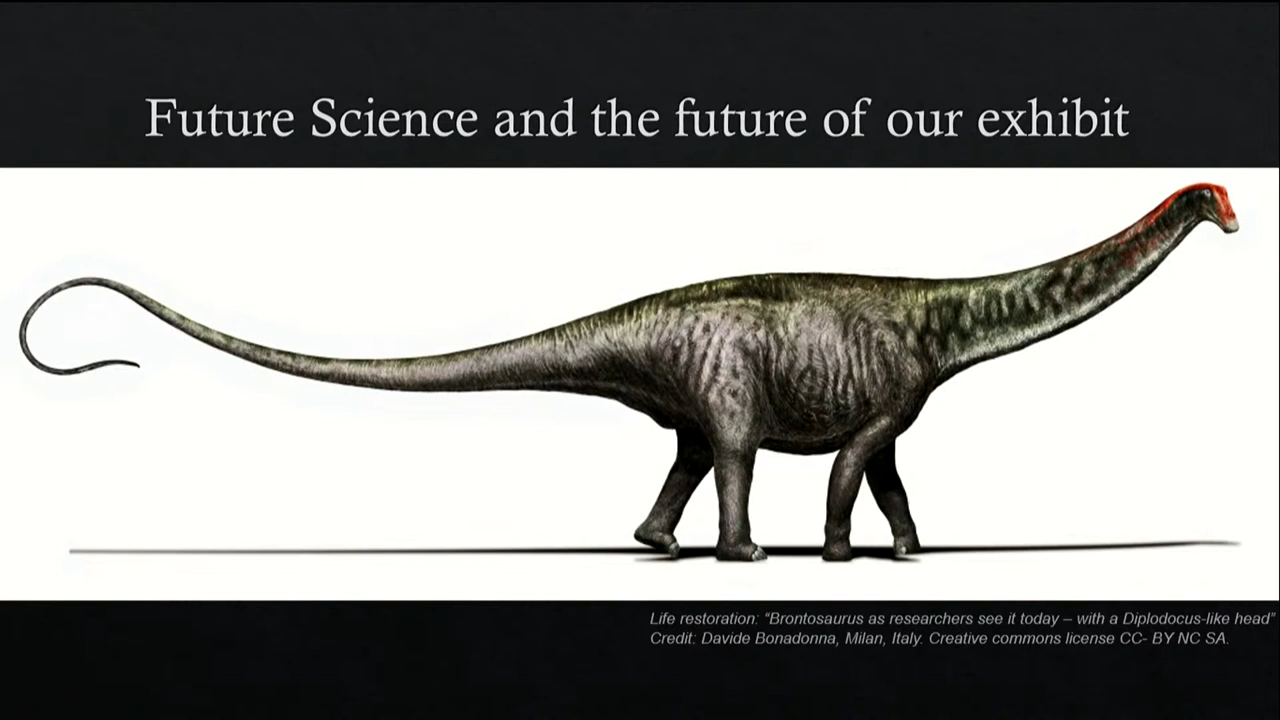 Future Science and the future of our exhibit
Life restoration: “Brontosaurus as researchers see it today – with a Diplodocus-like head”
Credit: Davide Bonadonna, Milan, Italy. Creative commons license CC- BY NC SA.